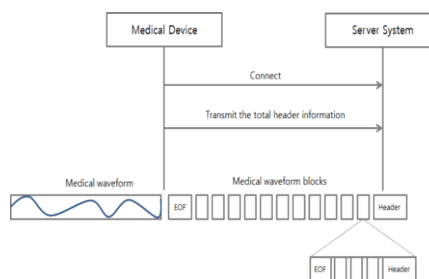 Medical Device
Server System
Connect
Transmit the total header information
Medical waveform
Medical waveform blocks
EOF
Header
EOF
Header